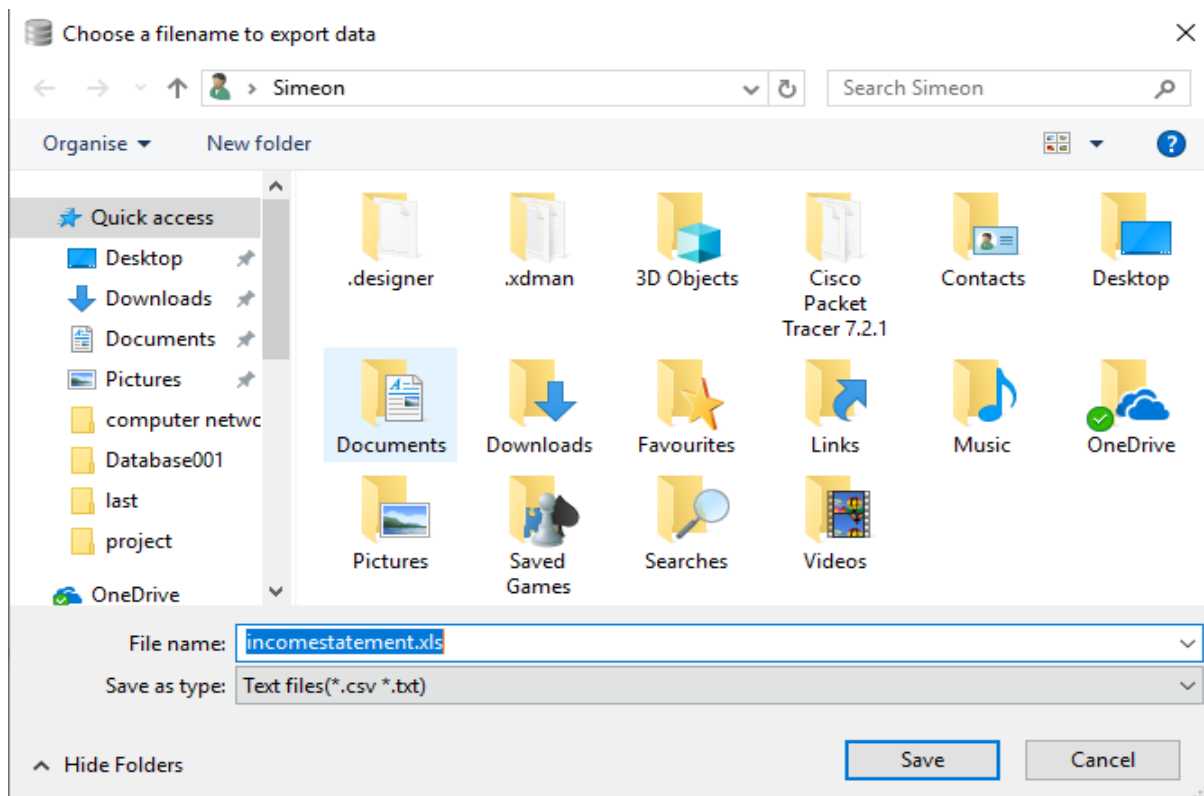 Choose a filename to export data
Simeon
Search Simeon
Organise
New folder
Quick access
Desktop
Downloads
Documents
Pictures
computer netwc
Database001
last
project
OneDrive
.designer
.xdman
3D Objects
Cisco
Packet
Tracer 7.2.1
Contacts
Desktop
Documents
Downloads
Favourites
Links
Music
OneDrive
Pictures
Saved
Games
Searches
Videos
File name: incomestatement.xls
Save as type: Text files(*.csv *.txt)
Hide Folders
Save
Cancel